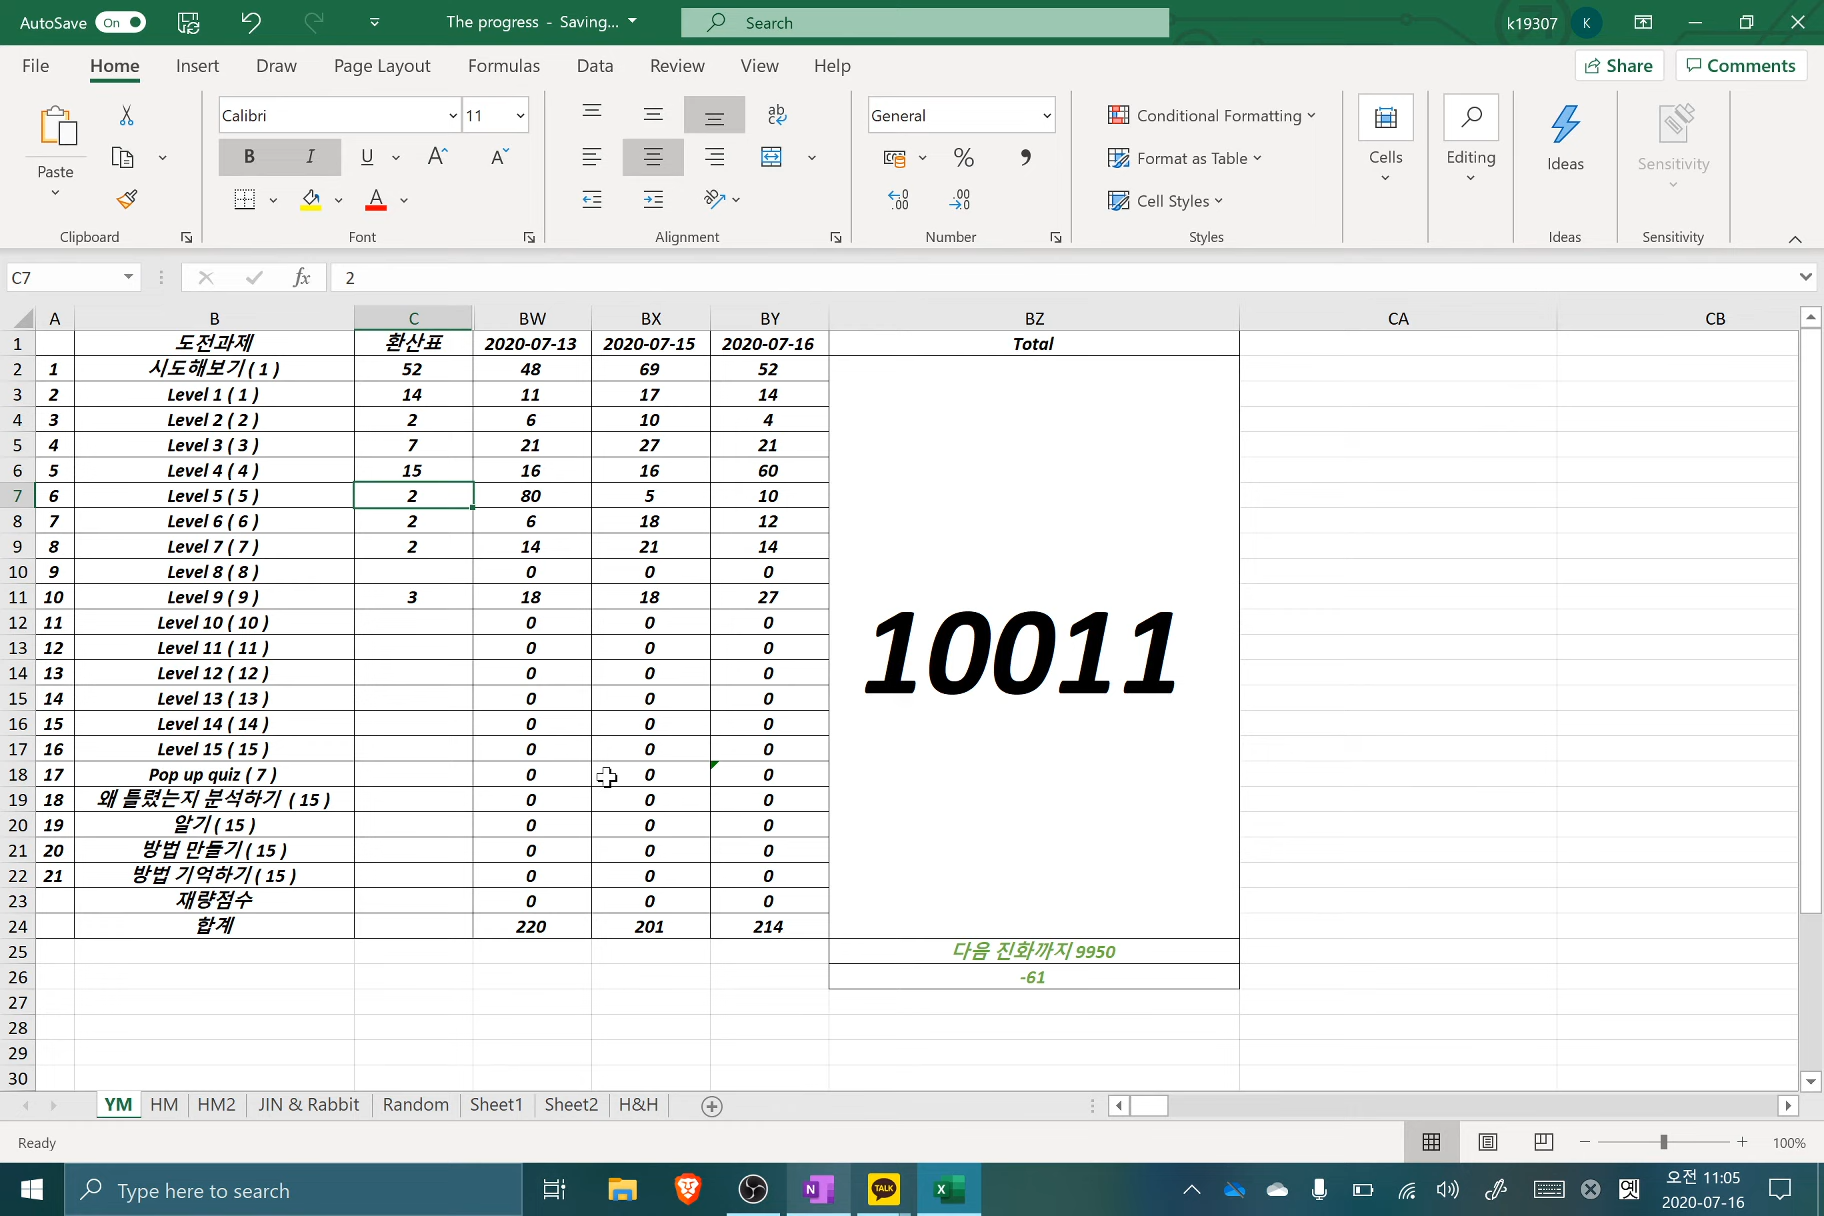 AutoSave On The progress - Saving... Search k19307 K
File Home Insert Draw Page Layout Formulas Data Review View Help Share Comments
Calibri 11 ab General Conditional Formatting
Paste B I U A A % Format as Table Cells Editing Ideas Sensitivity
A .00 Cell Styles
Clipboard Font Alignment Number Styles Ideas Sensitivity
C7 fx 2
A B C BW BX BY BZ CA CB
1 도전과제 환산표 2020-07-13 2020-07-15 2020-07-16 Total
2 1 시도해보기 ( 1 ) 52 48 69 52
3 2 Level 1 ( 1 ) 14 11 17 14
4 3 Level 2 ( 2 ) 2 6 10 4
5 4 Level 3 ( 3 ) 7 21 27 21
6 5 Level 4 ( 4 ) 15 16 16 60
7 6 Level 5 ( 5 ) 2 80 5 10
8 7 Level 6 ( 6 ) 2 6 18 12
9 8 Level 7 ( 7 ) 2 14 21 14
10 9 Level 8 ( 8 ) 0 0 0
11 10 Level 9 ( 9 ) 3 18 18 27
12 11 Level 10 ( 10 ) 0 0 0
13 12 Level 11 ( 11 ) 0 0 0
10011
14 13 Level 12 ( 12 ) 0 0 0
15 14 Level 13 ( 13 ) 0 0 0
16 15 Level 14 ( 14 ) 0 0 0
17 16 Level 15 ( 15 ) 0 0 0
18 17 Pop up quiz ( 7 ) 0 0 0
19 18 왜 틀렸는지 분석하기 ( 15 ) 0 0 0
20 19 알기 ( 15 ) 0 0 0
21 20 방법 만들기 ( 15 ) 0 0 0
22 21 방법 기억하기 ( 15 ) 0 0 0
23 재량점수 0 0 0
24 합계 220 201 214
25 다음 진화까지 9950
26 -61
27
28
29
30
YM HM HM2 JIN & Rabbit Random Sheet1 Sheet2 H&H
Ready 100%
Type here to search N TALK X 오전 11:05
2020-07-16